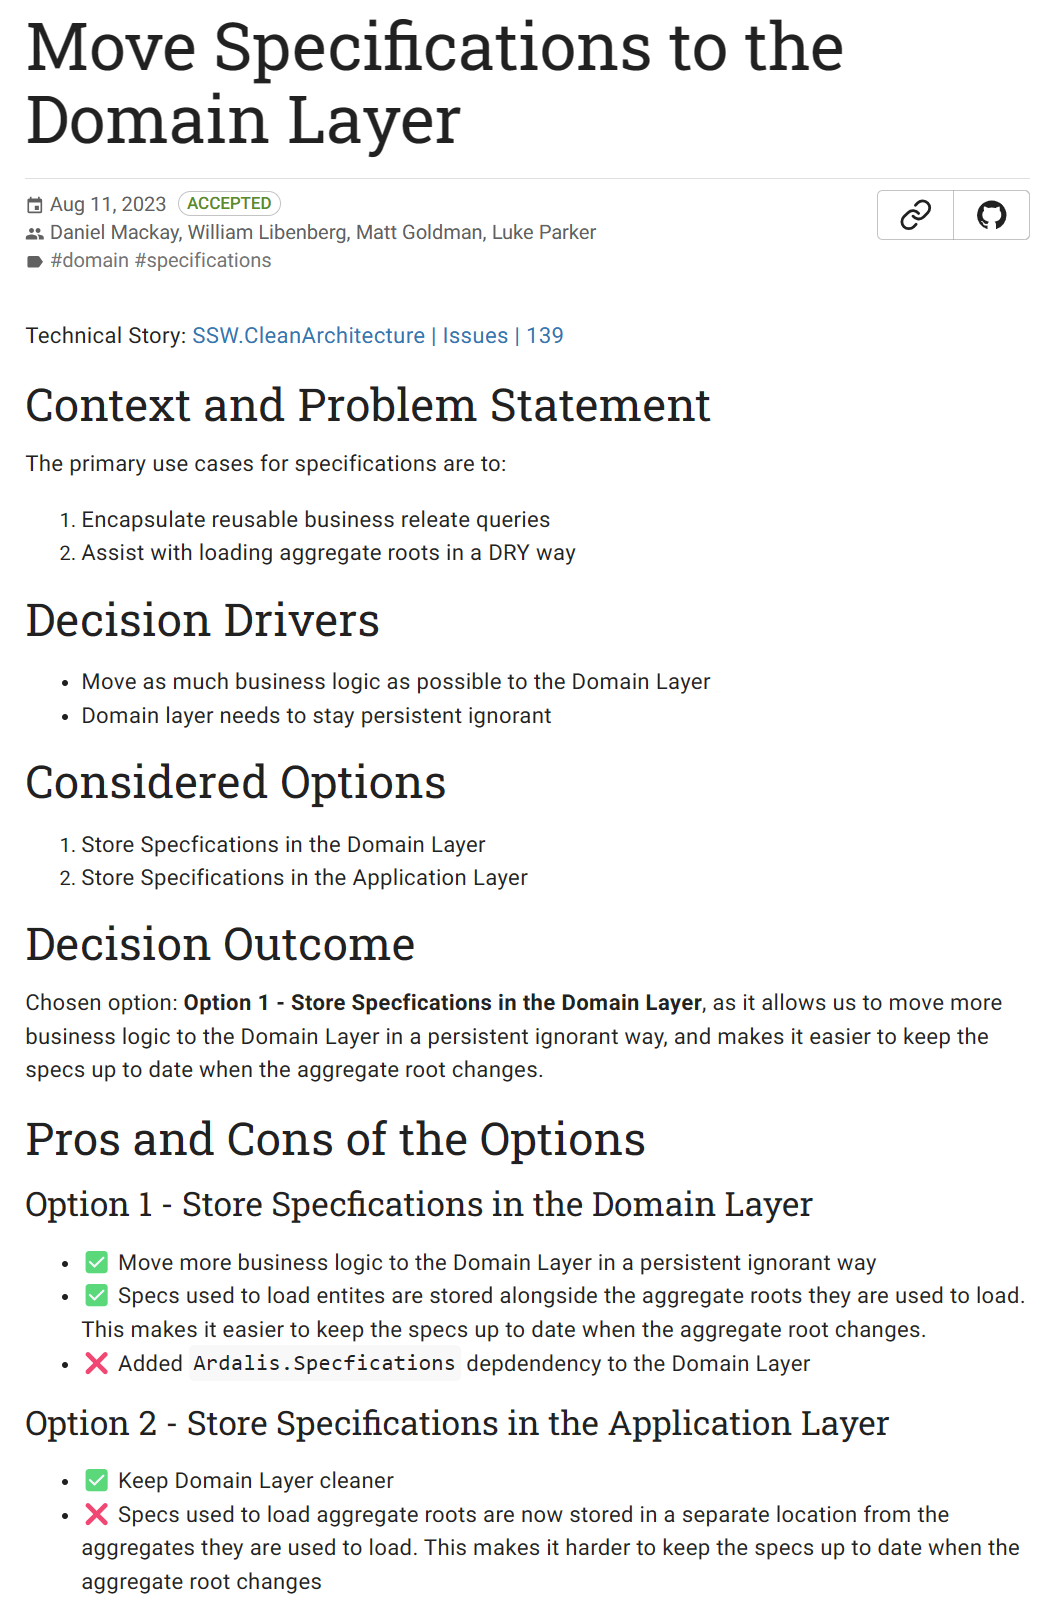 Move Specifications to the
Domain Layer
Aug 11, 2023 ACCEPTED
Daniel Mackay, William Libenberg, Matt Goldman, Luke Parker
#domain #specifications
Technical Story: SSW.CleanArchitecture | Issues | 139
Context and Problem Statement
The primary use cases for specifications are to:
1. Encapsulate reusable business releate queries
2. Assist with loading aggregate roots in a DRY way
Decision Drivers
• Move as much business logic as possible to the Domain Layer
• Domain layer needs to stay persistent ignorant
Considered Options
1. Store Specfications in the Domain Layer
2. Store Specifications in the Application Layer
Decision Outcome
Chosen option: Option 1 - Store Specfications in the Domain Layer, as it allows us to move more
business logic to the Domain Layer in a persistent ignorant way, and makes it easier to keep the
specs up to date when the aggregate root changes.
Pros and Cons of the Options
Option 1 - Store Specfications in the Domain Layer
• ✅ Move more business logic to the Domain Layer in a persistent ignorant way
• ✅ Specs used to load entites are stored alongside the aggregate roots they are used to load.
This makes it easier to keep the specs up to date when the aggregate root changes.
• ❌ Added Ardalis.Specfications depdendency to the Domain Layer
Option 2 - Store Specifications in the Application Layer
• ✅ Keep Domain Layer cleaner
• ❌ Specs used to load aggregate roots are now stored in a separate location from the
aggregates they are used to load. This makes it harder to keep the specs up to date when the
aggregate root changes